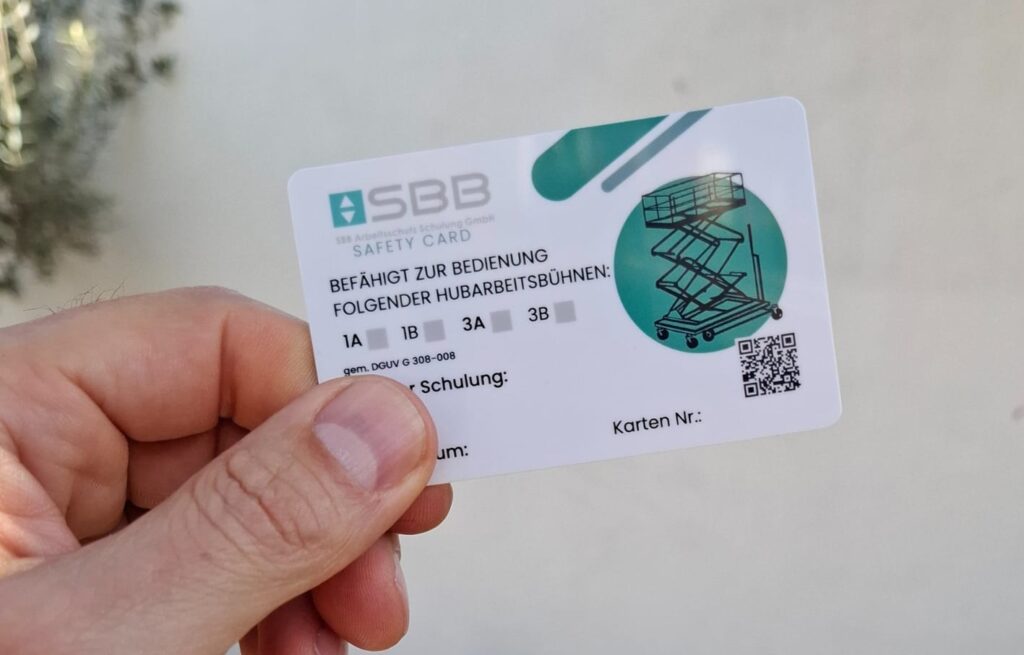 SBB
SBB Arbeitsschutz Schulung GmbH
SAFETY CARD
BEFÄHIGT ZUR BEDIENUNG
FOLGENDER HUBARBEITSBÜHNEN:
1A 1B 3A 3B
gem. DGUV G 308-008
r Schulung:
um:
Karten Nr.: